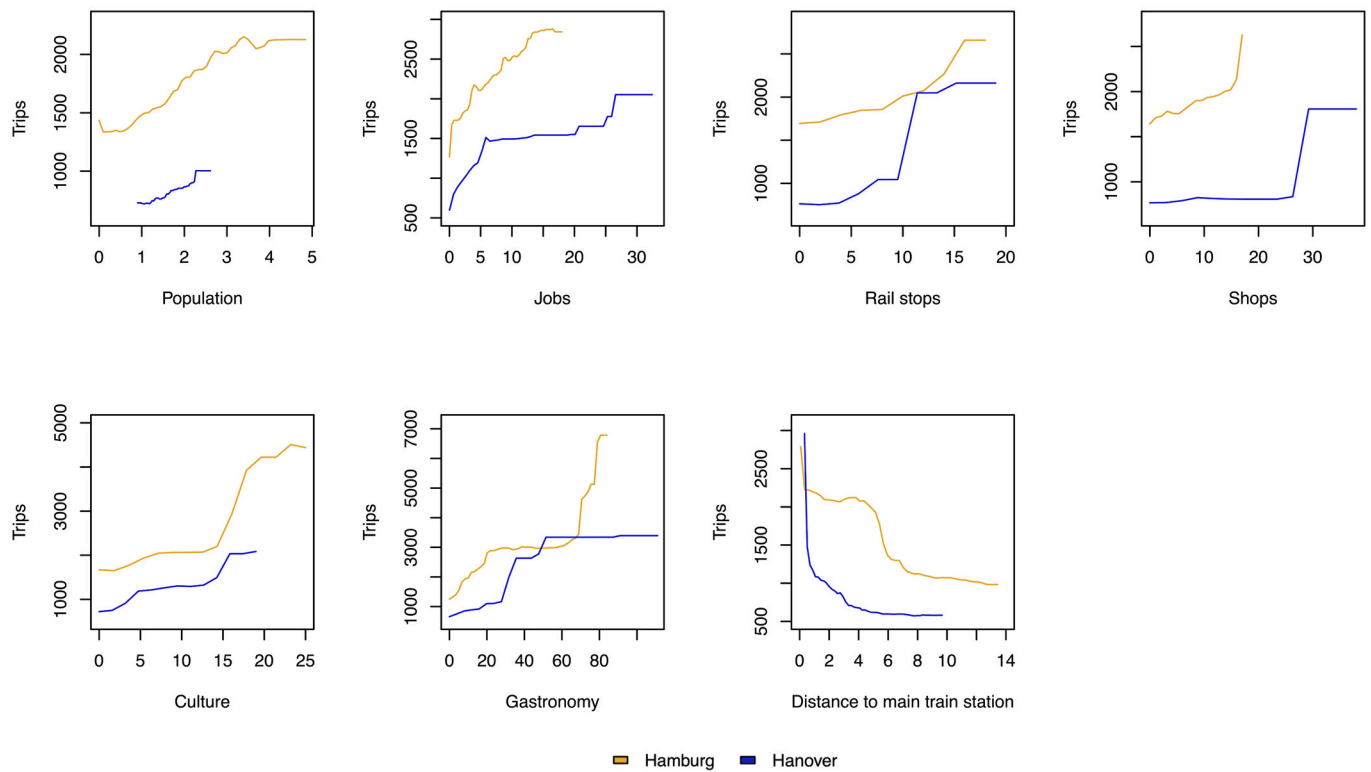 Trips
1000 1500 2000
0 1 2 3 4 5
Population
Trips
500 1500 2500
0 5 10 20 30
Jobs
Trips
1000 2000
0 5 10 15 20
Rail stops
Trips
1000 2000
0 10 20 30
Shops
Trips
1000 3000 5000
0 5 10 15 20 25
Culture
Trips
1000 3000 5000 7000
0 20 40 60 80
Gastronomy
Trips
500 1500 2500
0 2 4 6 8 10 14
Distance to main train station
Hamburg Hanover